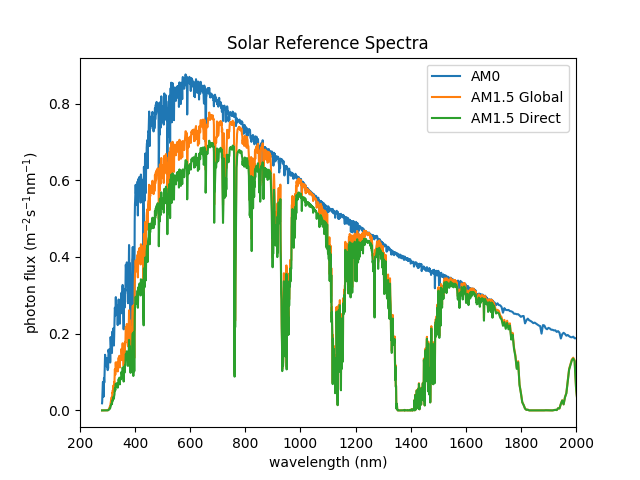 Solar Reference Spectra
AM0
AM1.5 Global
AM1.5 Direct
photon flux (m⁻²s⁻¹nm⁻¹)
0.8
0.6
0.4
0.2
0.0
200 400 600 800 1000 1200 1400 1600 1800 2000
wavelength (nm)